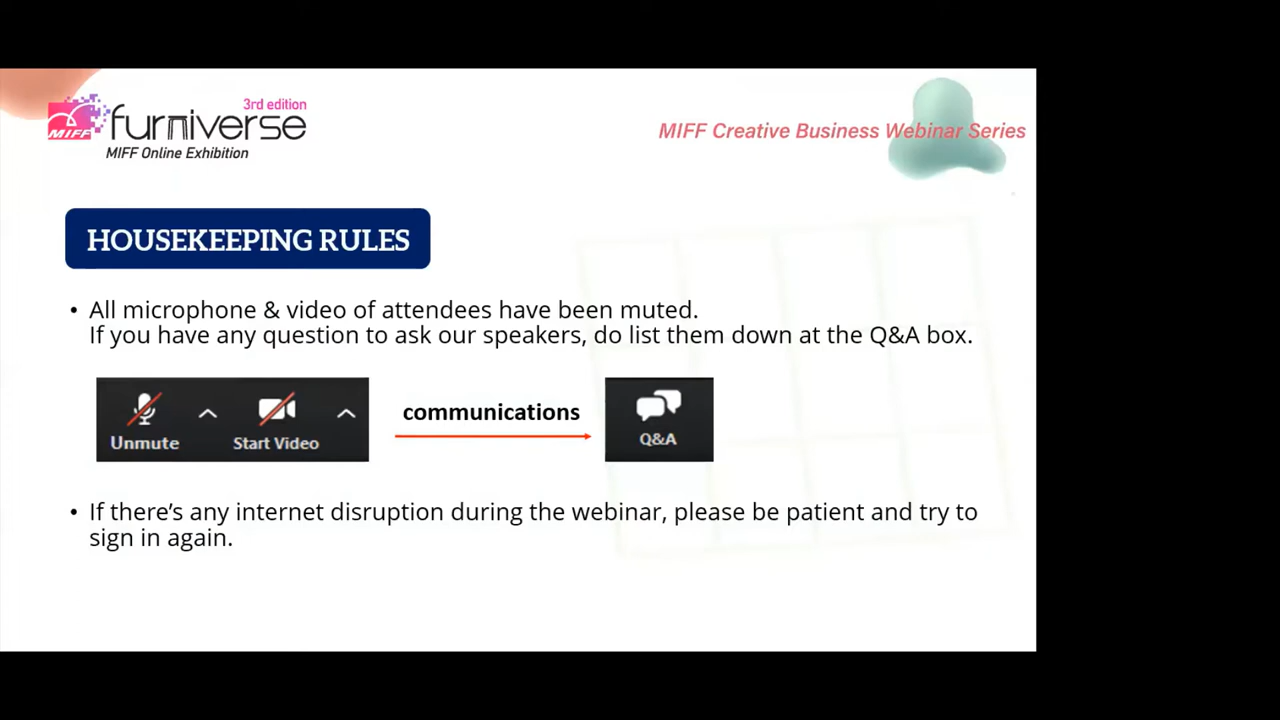 3rd edition
MIFF furniverse
MIFF Online Exhibition
MIFF Creative Business Webinar Series
HOUSEKEEPING RULES
• All microphone & video of attendees have been muted.
If you have any question to ask our speakers, do list them down at the Q&A box.
Unmute Start Video communications Q&A
• If there’s any internet disruption during the webinar, please be patient and try to
sign in again.